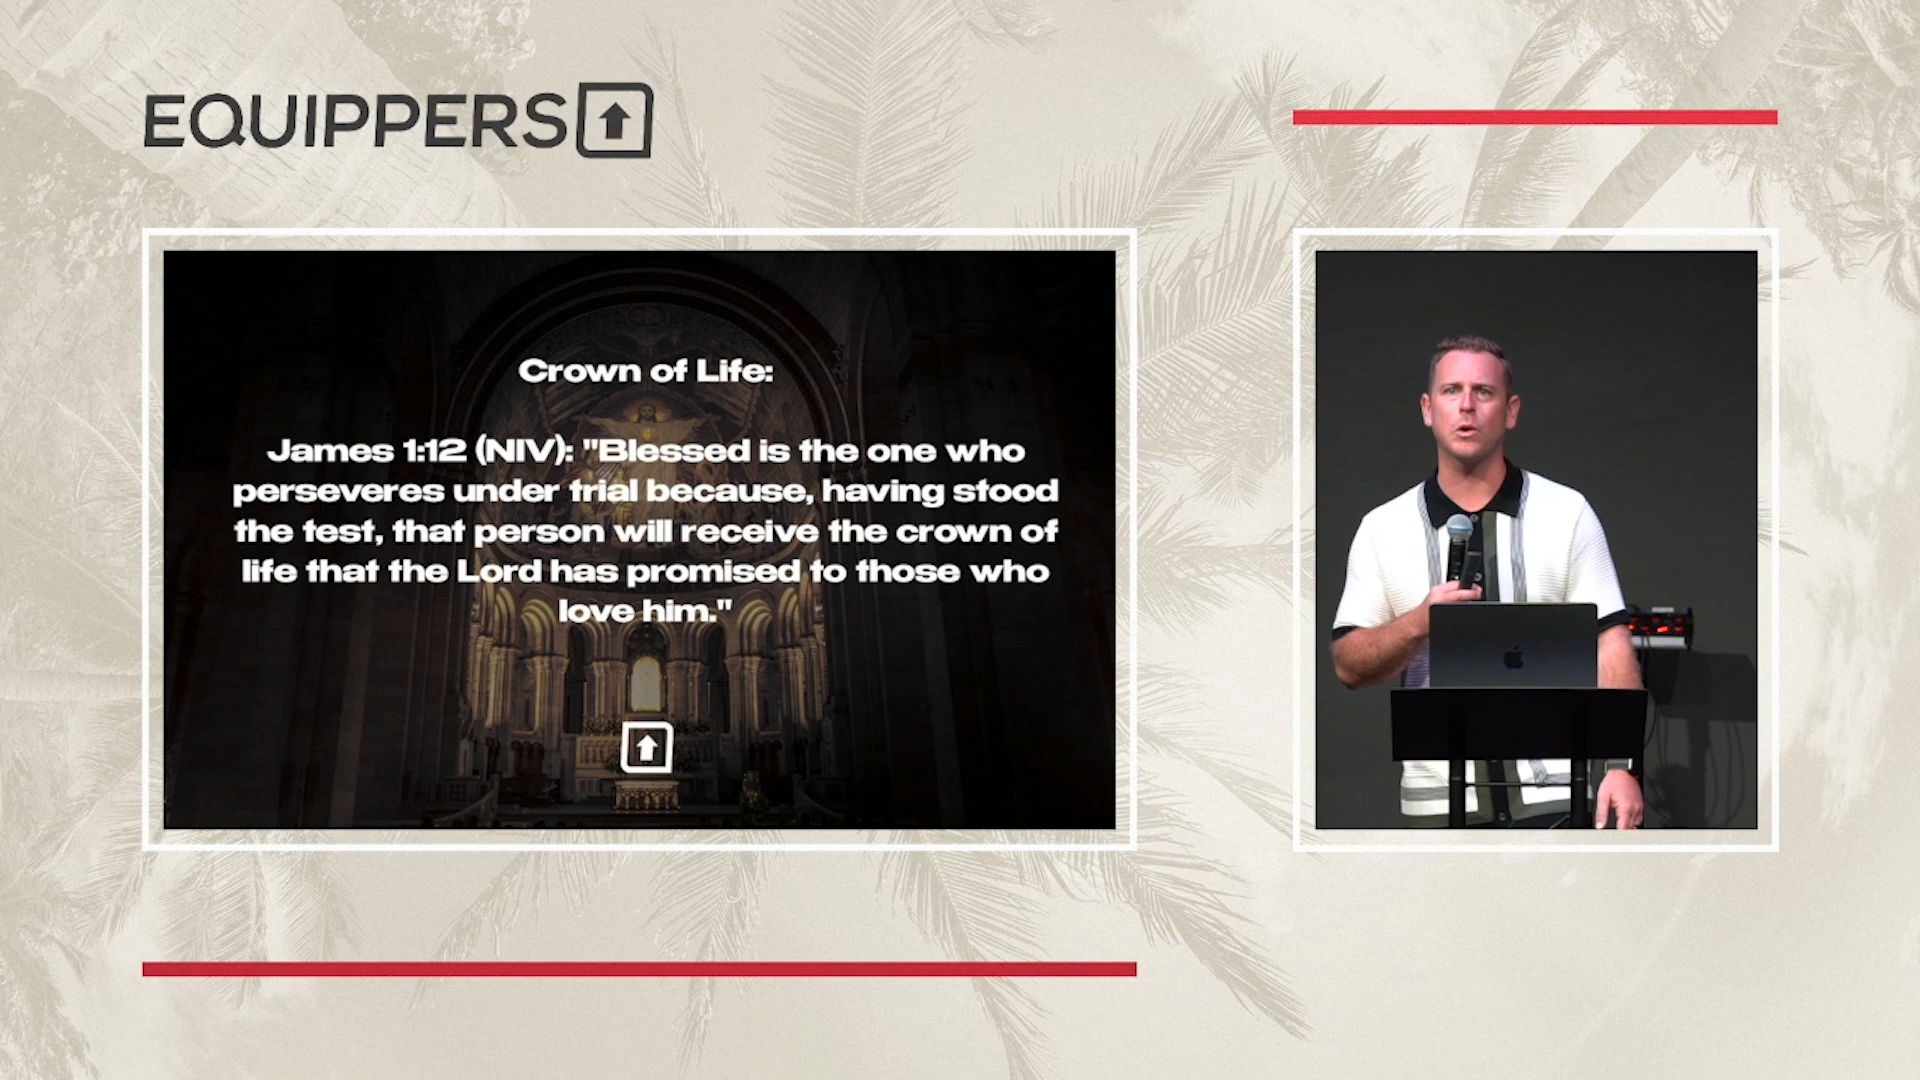 EQUIPPERS
Crown of Life:
James 1:12 (NIV): "Blessed is the one who
perseveres under trial because, having stood
the test, that person will receive the crown of
life that the Lord has promised to those who
love him."